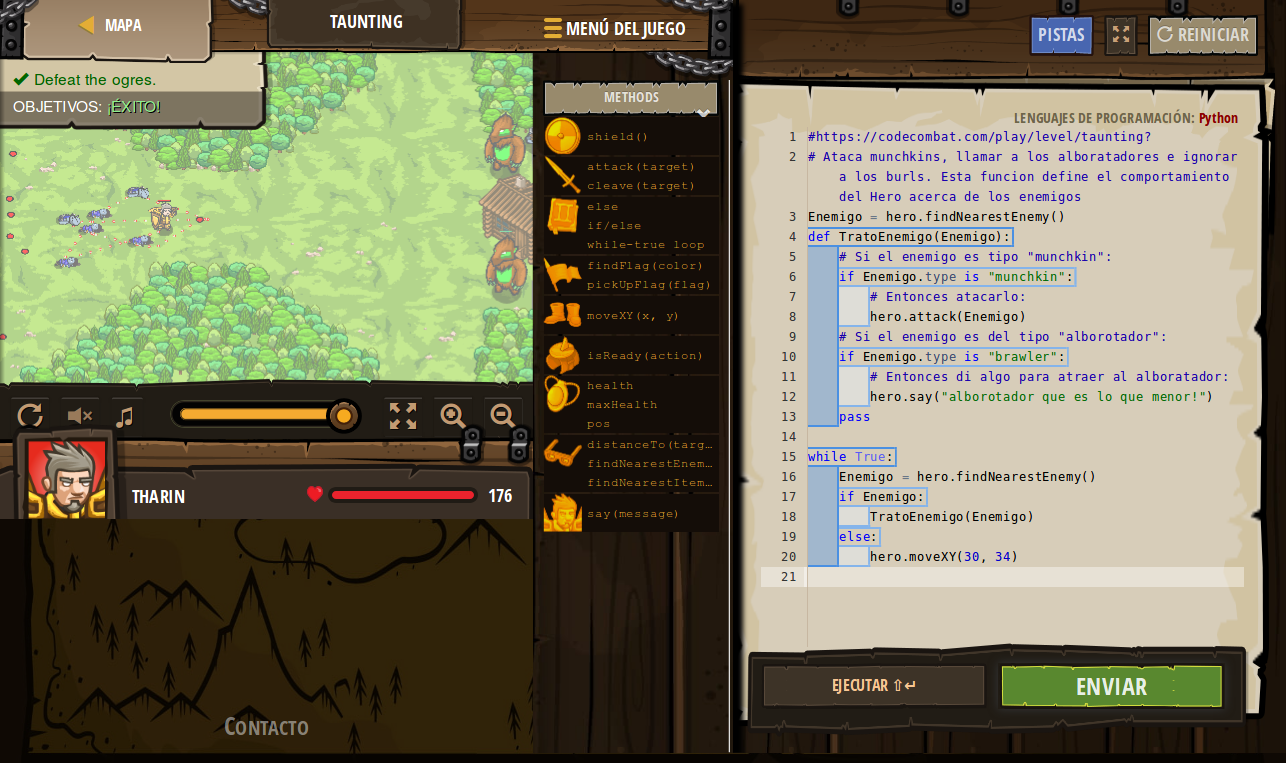 MAPA
TAUNTING
MENÚ DEL JUEGO
PISTAS
REINICIAR
Defeat the ogres.
OBJETIVOS: ¡ÉXITO!
METHODS
shield()
attack(target)
cleave(target)
else
if/else
while-true loop
findFlag(color)
pickUpFlag(flag)
moveXY(x, y)
isReady(action)
health
maxHealth
pos
distanceTo(targ…
findNearestEnem…
findNearestItem…
say(message)
THARIN
176
CONTACTO
LENGUAJES DE PROGRAMACIÓN: Python
1 #https://codecombat.com/play/level/taunting?
2 # Ataca munchkins, llamar a los alboratadores e ignorar
a los burls. Esta funcion define el comportamiento
del Hero acerca de los enemigos
3 Enemigo = hero.findNearestEnemy()
4 def TratoEnemigo(Enemigo):
5 # Si el enemigo es tipo "munchkin":
6 if Enemigo.type is "munchkin":
7 # Entonces atacarlo:
8 hero.attack(Enemigo)
9 # Si el enemigo es del tipo "alborotador":
10 if Enemigo.type is "brawler":
11 # Entonces di algo para atraer al alboratador:
12 hero.say("alborotador que es lo que menor!")
13 pass
14
15 while True:
16 Enemigo = hero.findNearestEnemy()
17 if Enemigo:
18 TratoEnemigo(Enemigo)
19 else:
20 hero.moveXY(30, 34)
21
EJECUTAR ⇧↵
ENVIAR